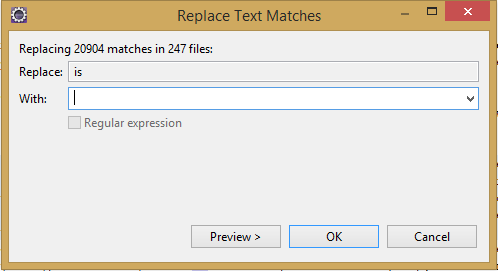 Replace Text Matches
Replacing 20904 matches in 247 files:
Replace: is
With:
Regular expression
Preview > OK Cancel